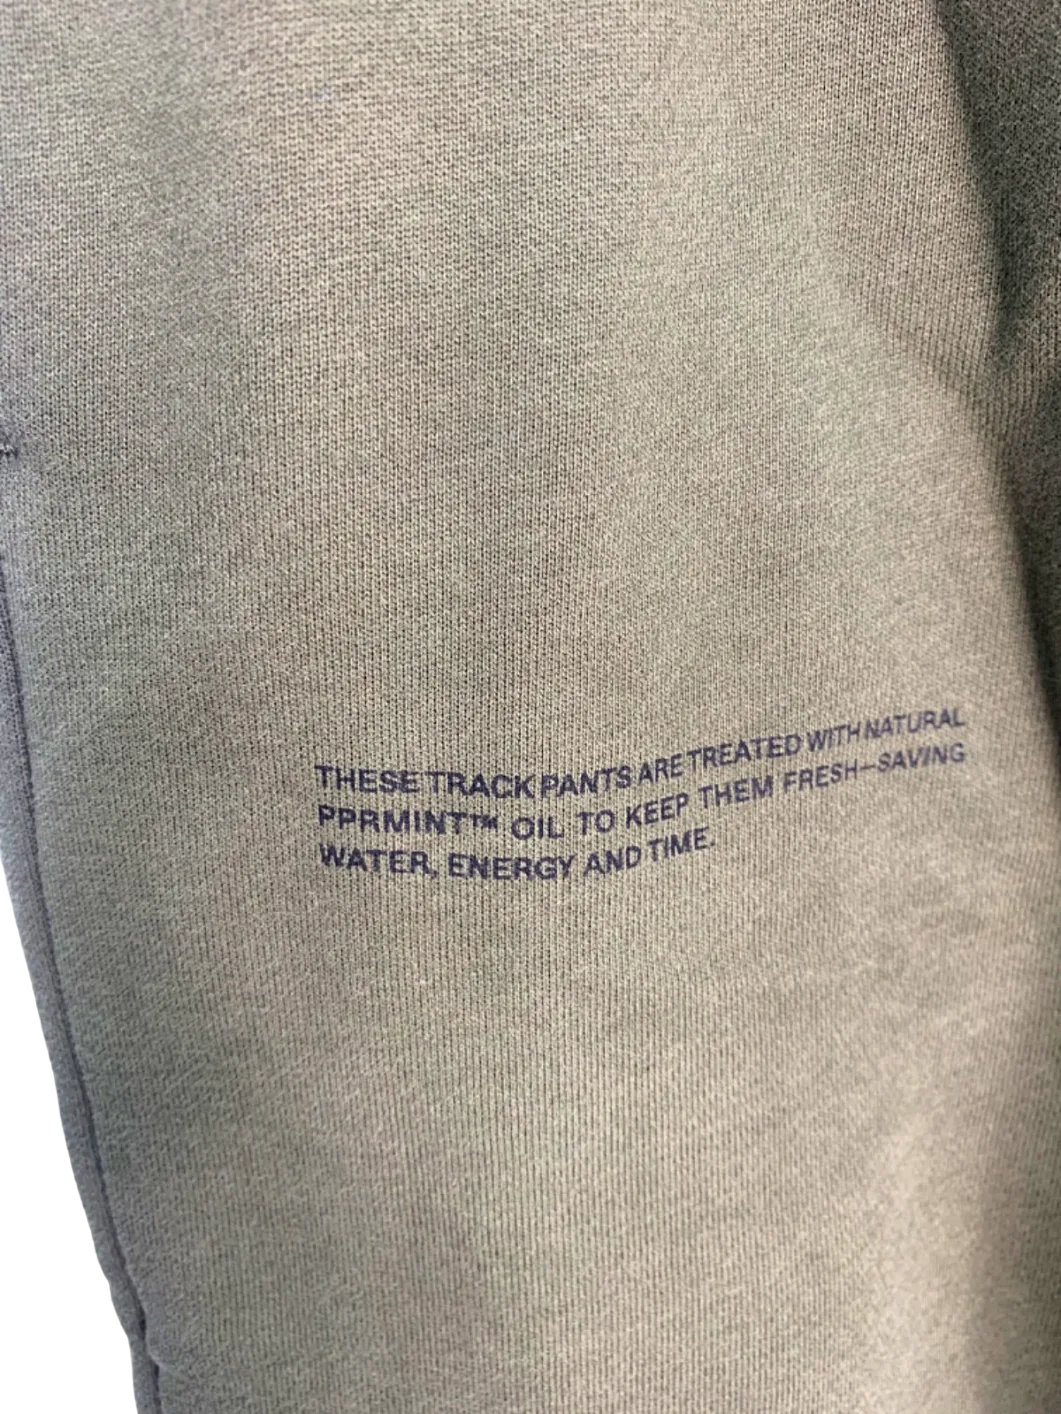 THESE TRACK PANTS ARE TREATED WITH NATURAL
PPRMINT™ OIL TO KEEP THEM FRESH—SAVING
WATER, ENERGY AND TIME.